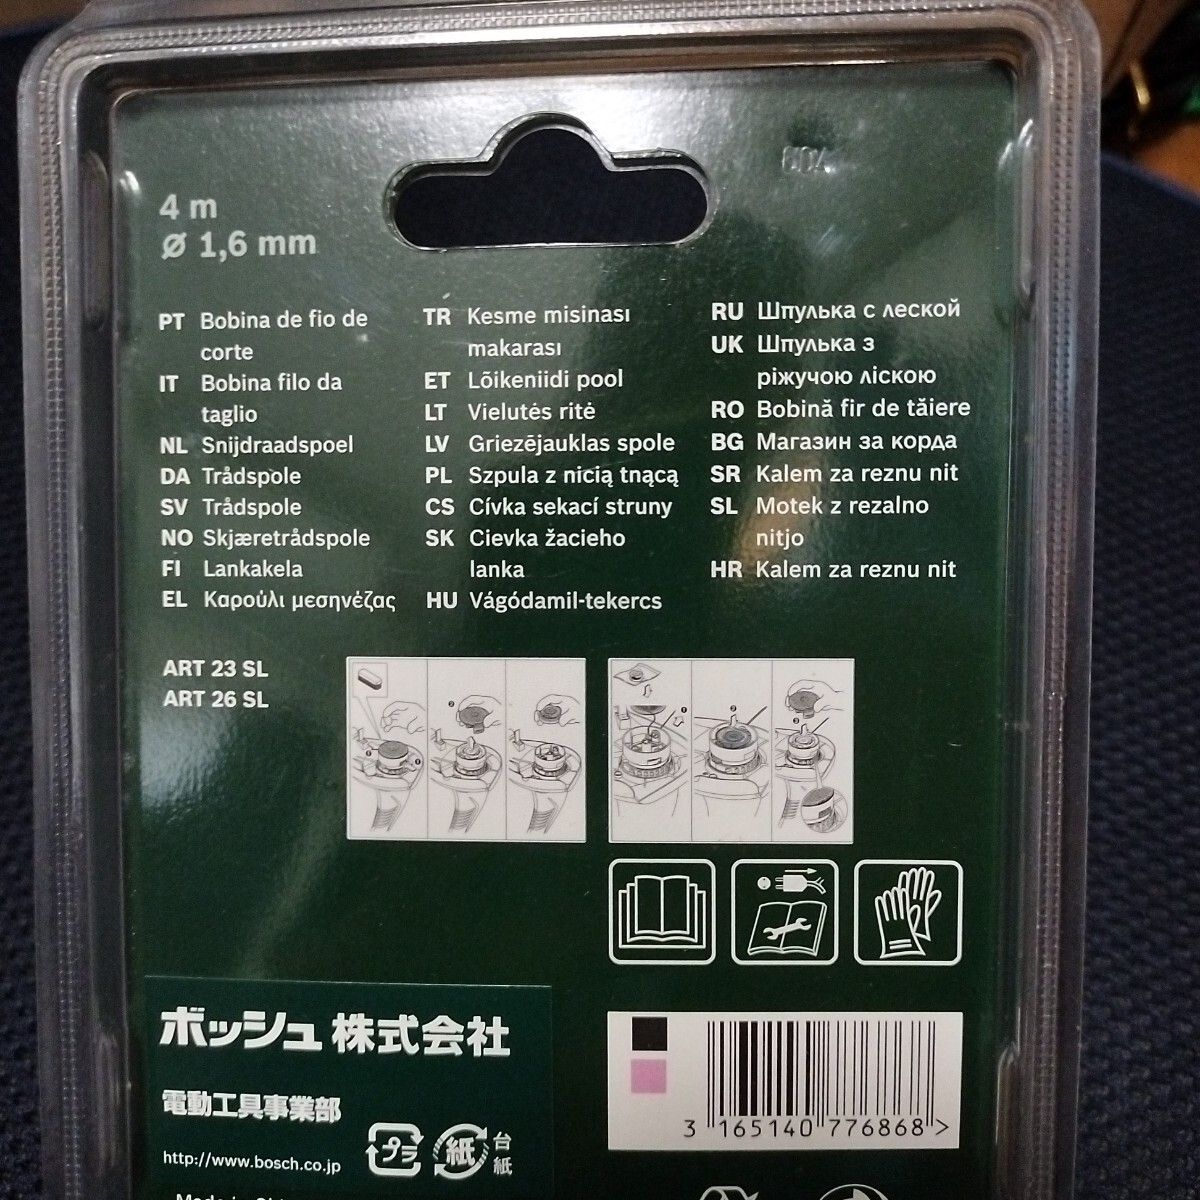 004
4 m
Ø 1,6 mm
PT Bobina de fio de
corte
IT Bobina filo da
taglio
NL Snijdraadspoel
DA Trådspole
SV Trådspole
NO Skjæretrådspole
FI Lankakela
EL Καρούλι μεσηνέζας
TR Kesme misinası
makarası
ET Lõikeniidi pool
LT Vielutės ritė
LV Griezējauklas spole
PL Szpula z nicią tnącą
CS Cívka sekací struny
SK Cievka žacieho
lanka
HU Vágódamil-tekercs
RU Шпулька с леской
UK Шпулька з
ріжучою ліскою
RO Bobină fir de tăiere
BG Магазин за корда
SR Kalem za reznu nit
SL Motek z rezalno
nitjo
HR Kalem za reznu nit
ART 23 SL
ART 26 SL
ボッシュ株式会社
電動工具事業部
http://www.bosch.co.jp
プラ
紙
台
紙
Made in
3 165140 776868 >